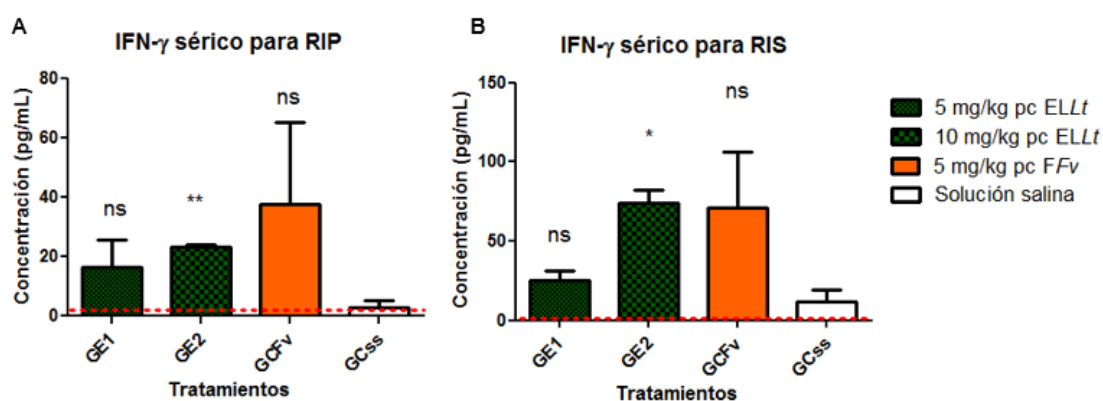 A
IFN-γ sérico para RIP
Concentración (pg/mL)
80
60
40
20
0
ns
**
ns
GE1
GE2
GCFv
GCss
Tratamientos
B
IFN-γ sérico para RIS
Concentración (pg/mL)
150
100
50
0
ns
*
ns
GE1
GE2
GCFv
GCss
Tratamientos
5 mg/kg pc ELLt
10 mg/kg pc ELLt
5 mg/kg pc FFv
Solución salina